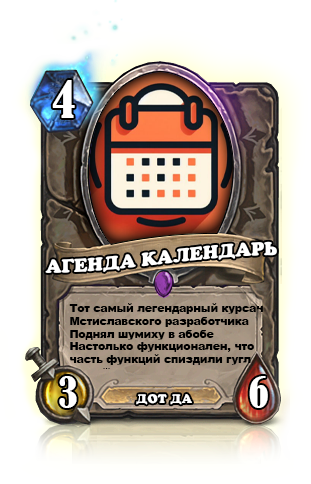 4
АГЕНДА КАЛЕНДАРЬ
Тот самый легендарный курсач
Мстиславского разработчика
Поднял шумиху в абобе
Настолько функционален, что
часть функций спиздили гугл
3
ДОТ ДА
6